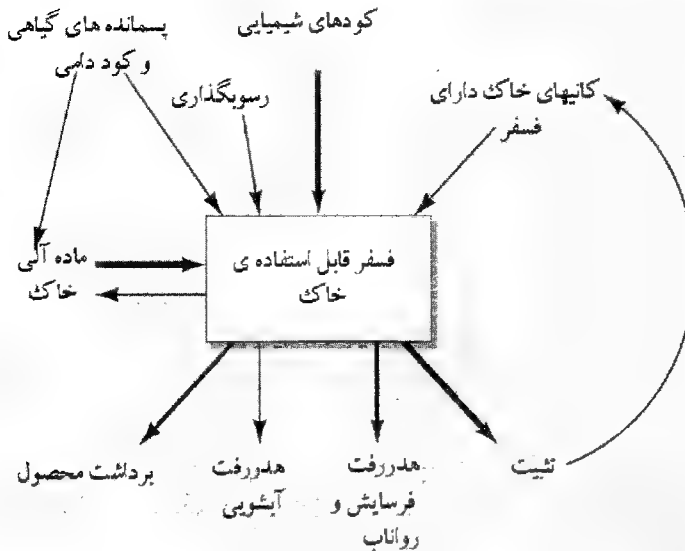 پسمانده های گیاهی
و کود دامی
کودهای شیمیایی
رسوبگذاری
کانیهای خاک دارای
فسفر
ماده آلی
خاک
فسفر قابل استفاده ی
خاک
برداشت محصول
هدررفت
آبشویی
هدررفت
فرسایش و
رواناب
تثبیت